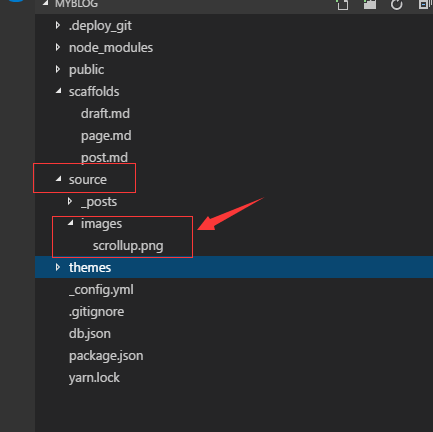 MYBLOG
.deploy_git
node_modules
public
scaffolds
draft.md
page.md
post.md
source
_posts
images
scrollup.png
themes
_config.yml
.gitignore
db.json
package.json
yarn.lock